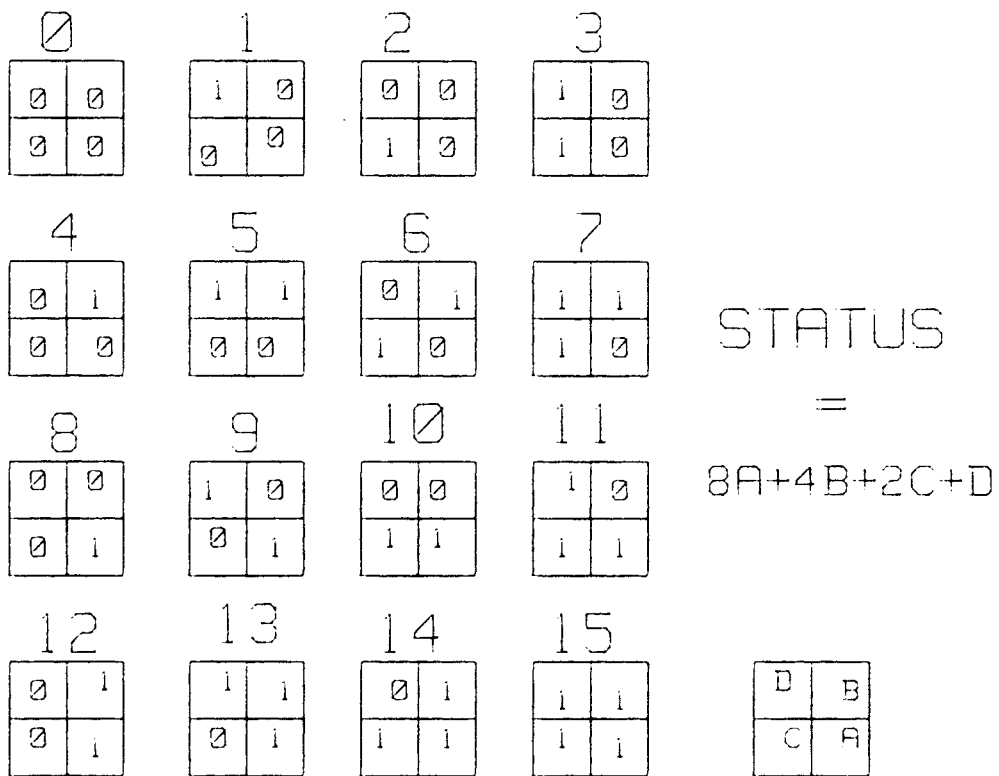 0 1 2 3
0 0 1 0 0 0 1 0
0 0 0 0 1 0 1 0
4 5 6 7
0 1 1 1 0 1 1 1
0 0 0 0 1 0 1 0
STATUS
=
8A+4B+2C+D
8 9 10 11
0 0 1 0 0 0 1 0
0 1 0 1 1 1 1 1
12 13 14 15
0 1 1 1 0 1 1 1
0 1 0 1 1 1 1 1
D B
C A